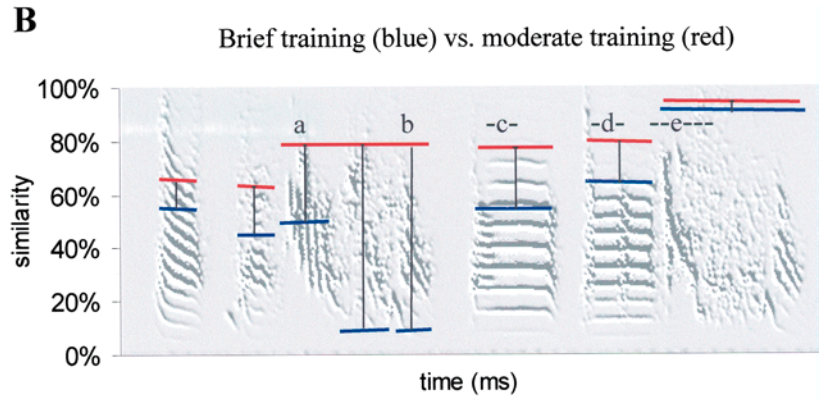 B
Brief training (blue) vs. moderate training (red)
100%
80%
60%
40%
20%
0%
similarity
a
b
-c-
-d-
---e----
time (ms)